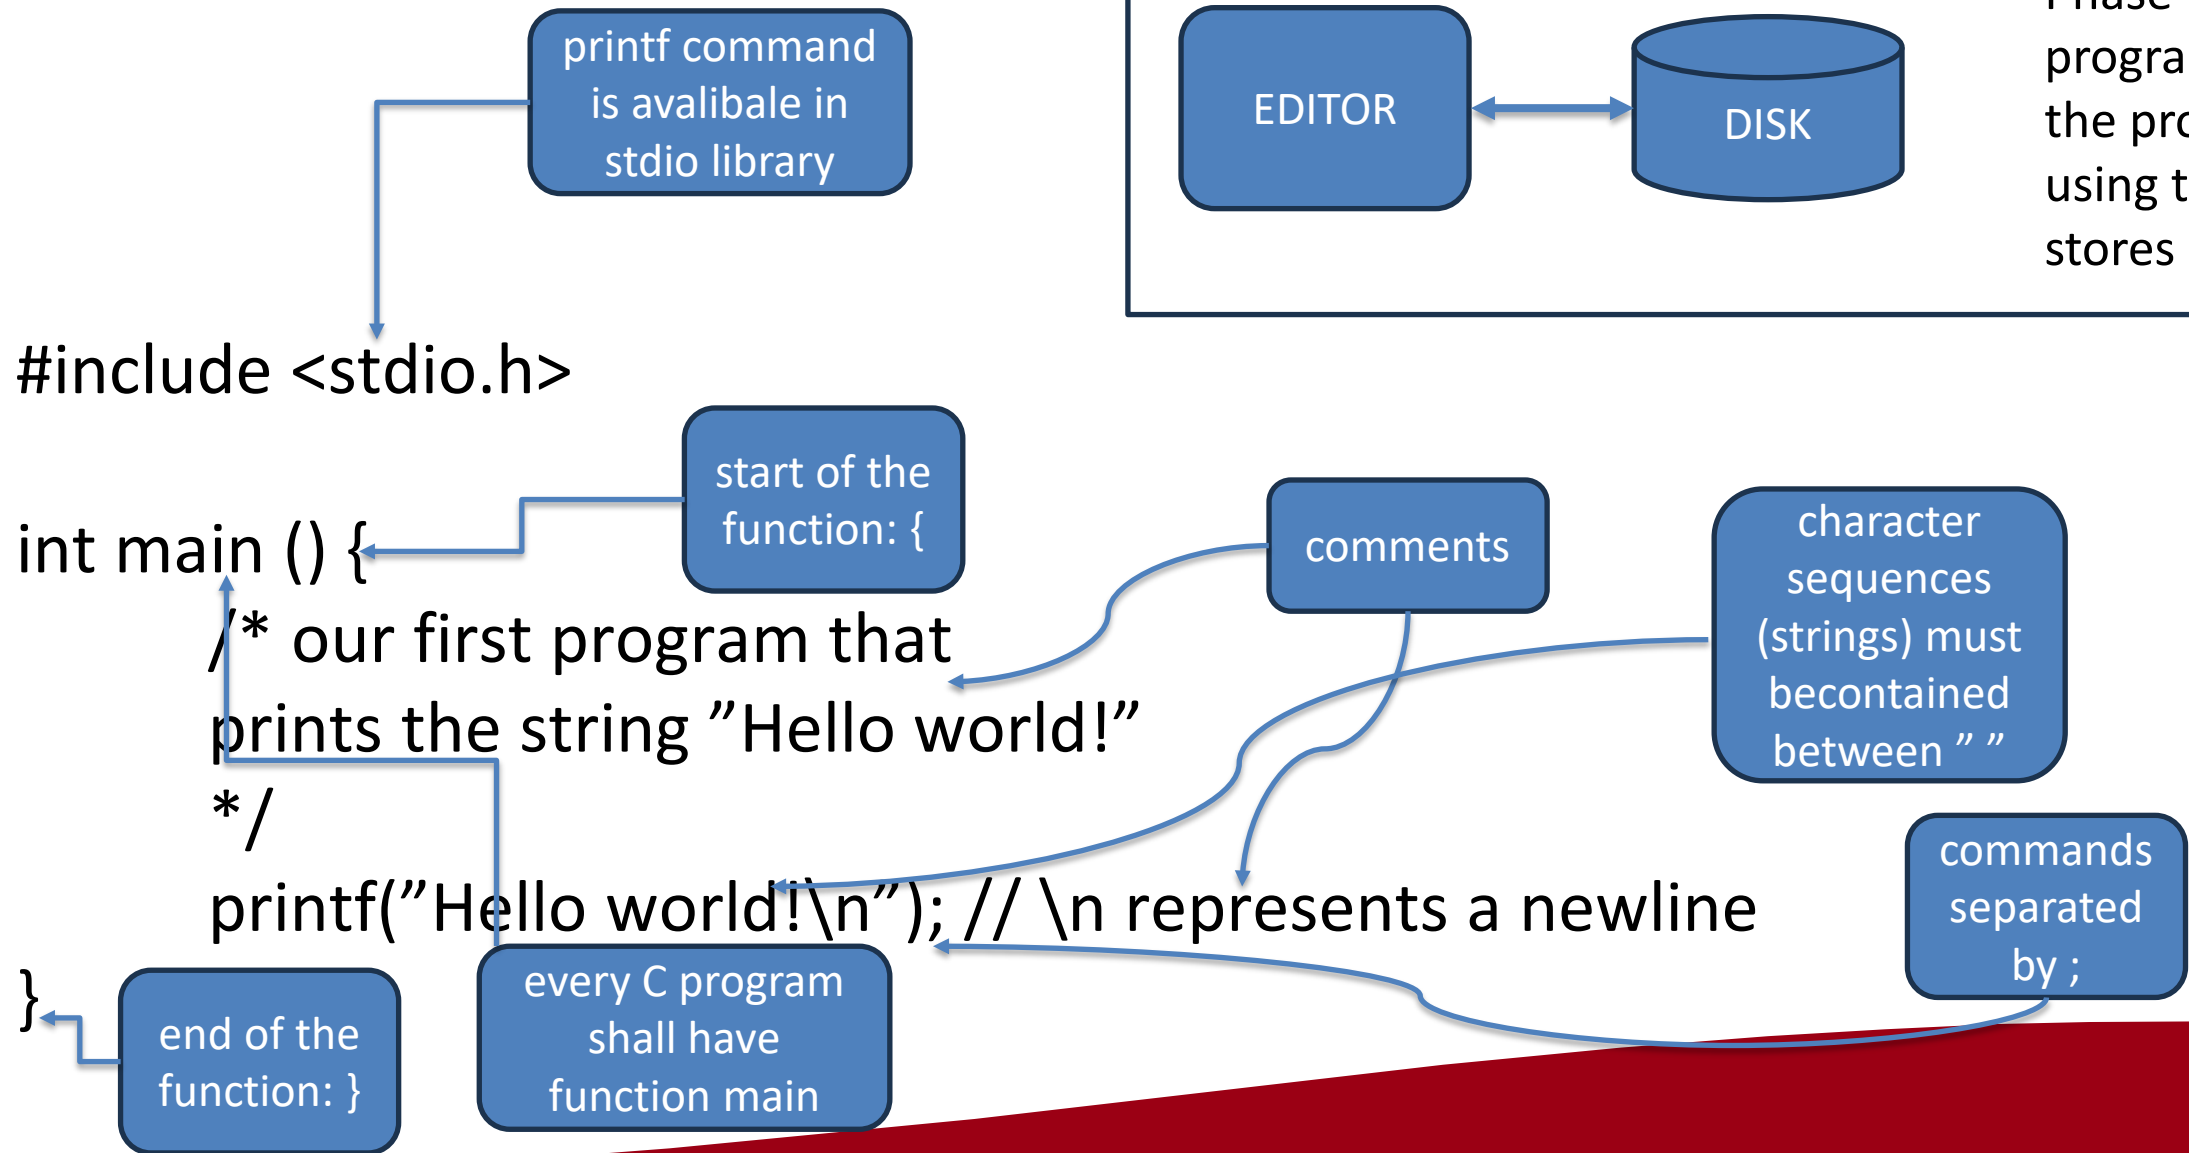 printf command
is avalibale in
stdio library
EDITOR
DISK
the
using
stores
#include <stdio.h>
start of the
function: {
int main () {
comments
character
sequences
(strings) must
becontained
between ” ”
/* our first program that
prints the string ”Hello world!”
*/
printf(”Hello world!\n”); // \n represents a newline
commands
separated
by ;
}
end of the
function: }
every C program
shall have
function main